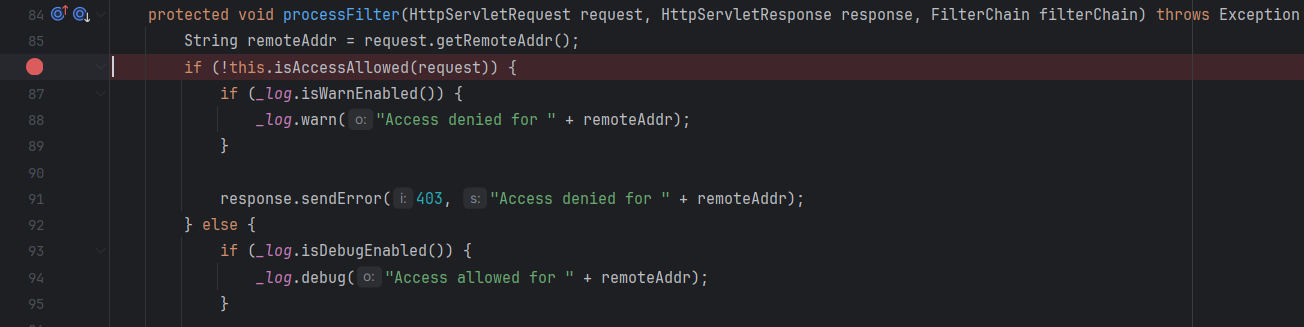 84 protected void processFilter(HttpServletRequest request, HttpServletResponse response, FilterChain filterChain) throws Exception
85 String remoteAddr = request.getRemoteAddr();
if (!this.isAccessAllowed(request)) {
87 if (_log.isWarnEnabled()) {
88 _log.warn( o: "Access denied for " + remoteAddr);
89 }
90
91 response.sendError( i: 403, s: "Access denied for " + remoteAddr);
92 } else {
93 if (_log.isDebugEnabled()) {
94 _log.debug( o: "Access allowed for " + remoteAddr);
95 }